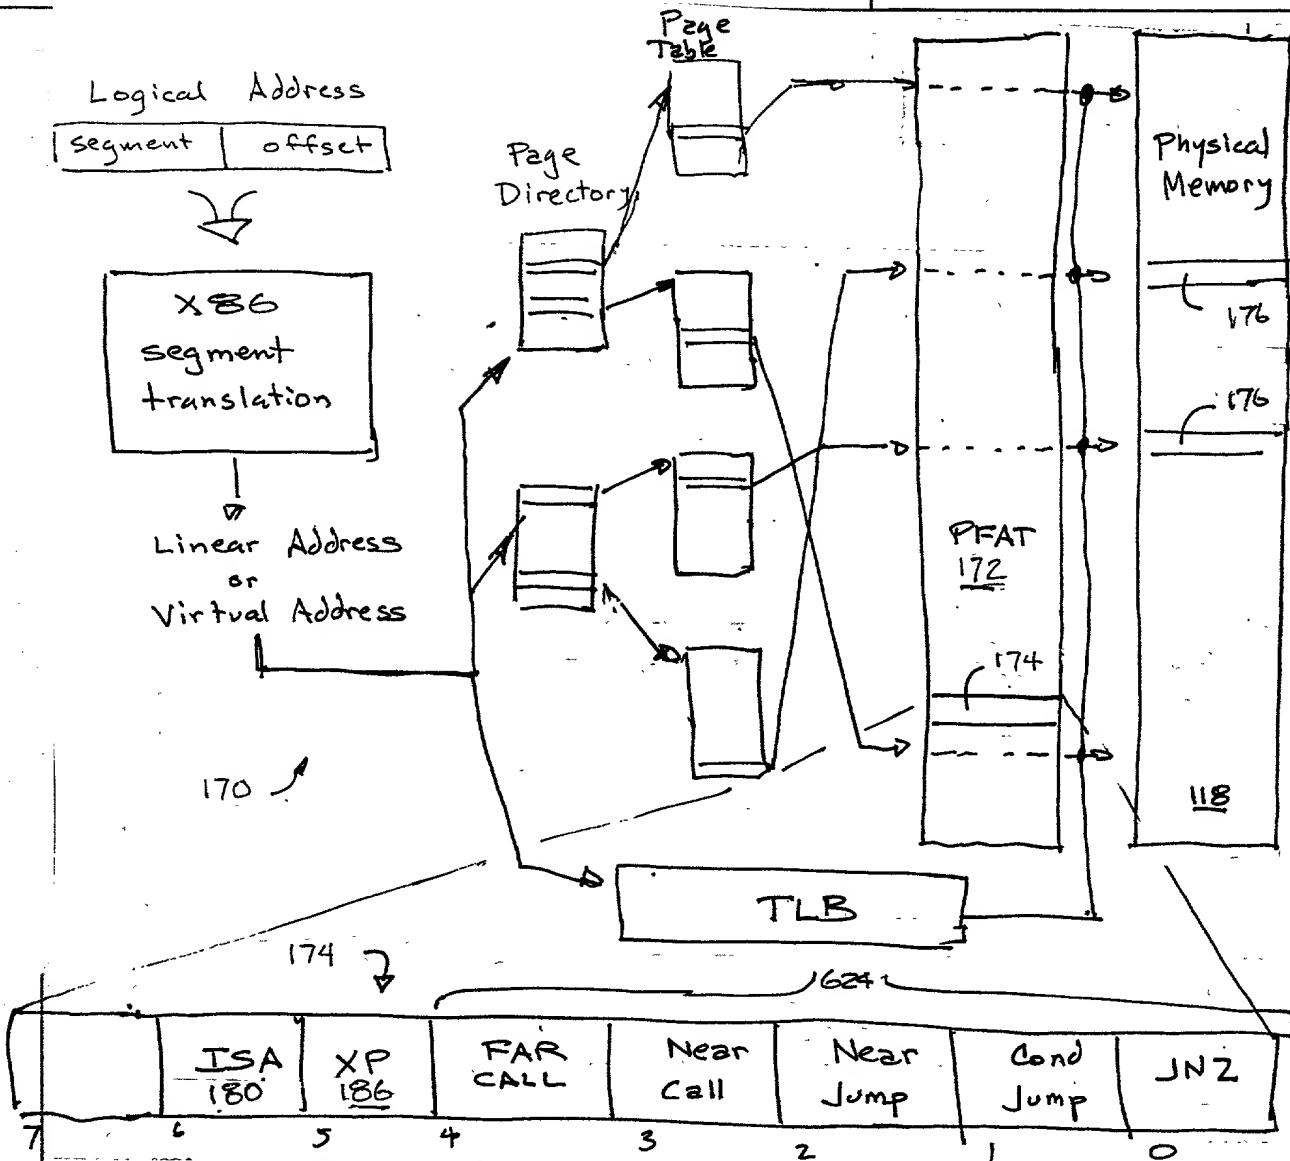 Page
Table
Logical Address
segment offset
Page
Directory
Physical
Memory
X86
segment
translation
176
176
Linear Address
or
Virtual Address
PFAT
172
174
170
118
TLB
174
624
ISA
180
XP
186
FAR
CALL
Near
Call
Near
Jump
Cond
Jump
JNZ
7 6 5 4 3 2 1 0